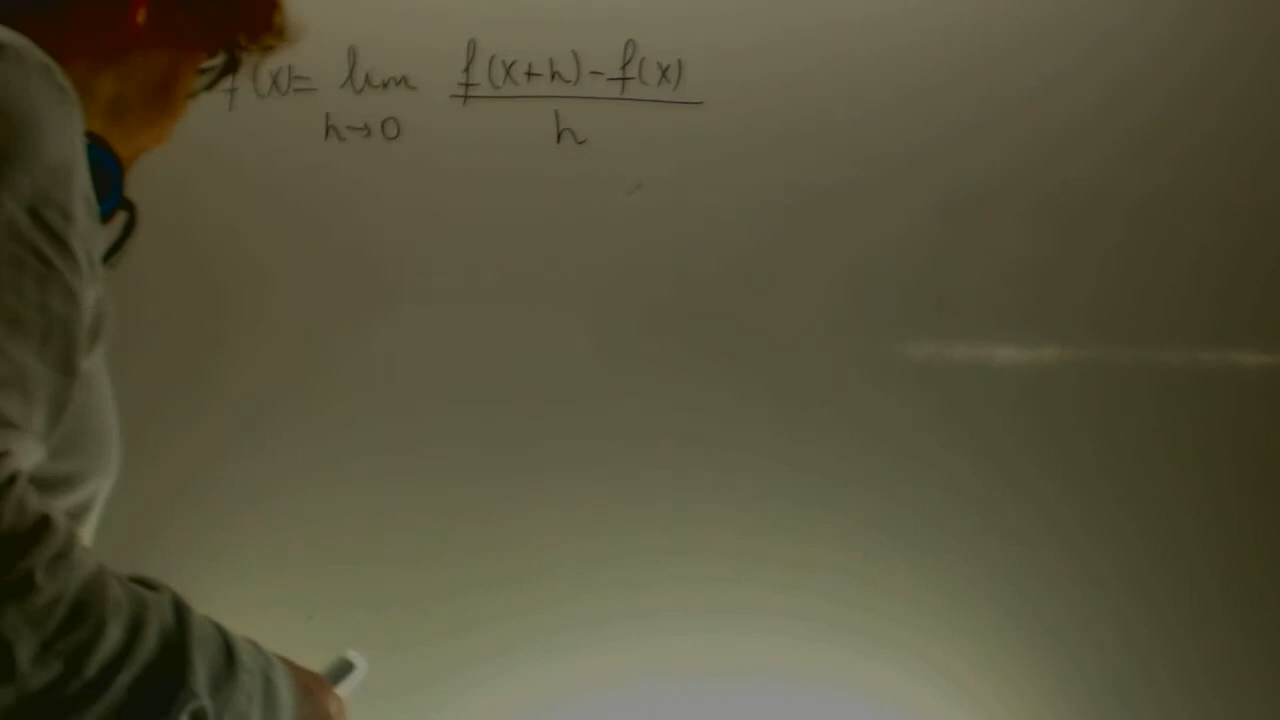 f(x)= lim h→0 f(x+h)-f(x) / h